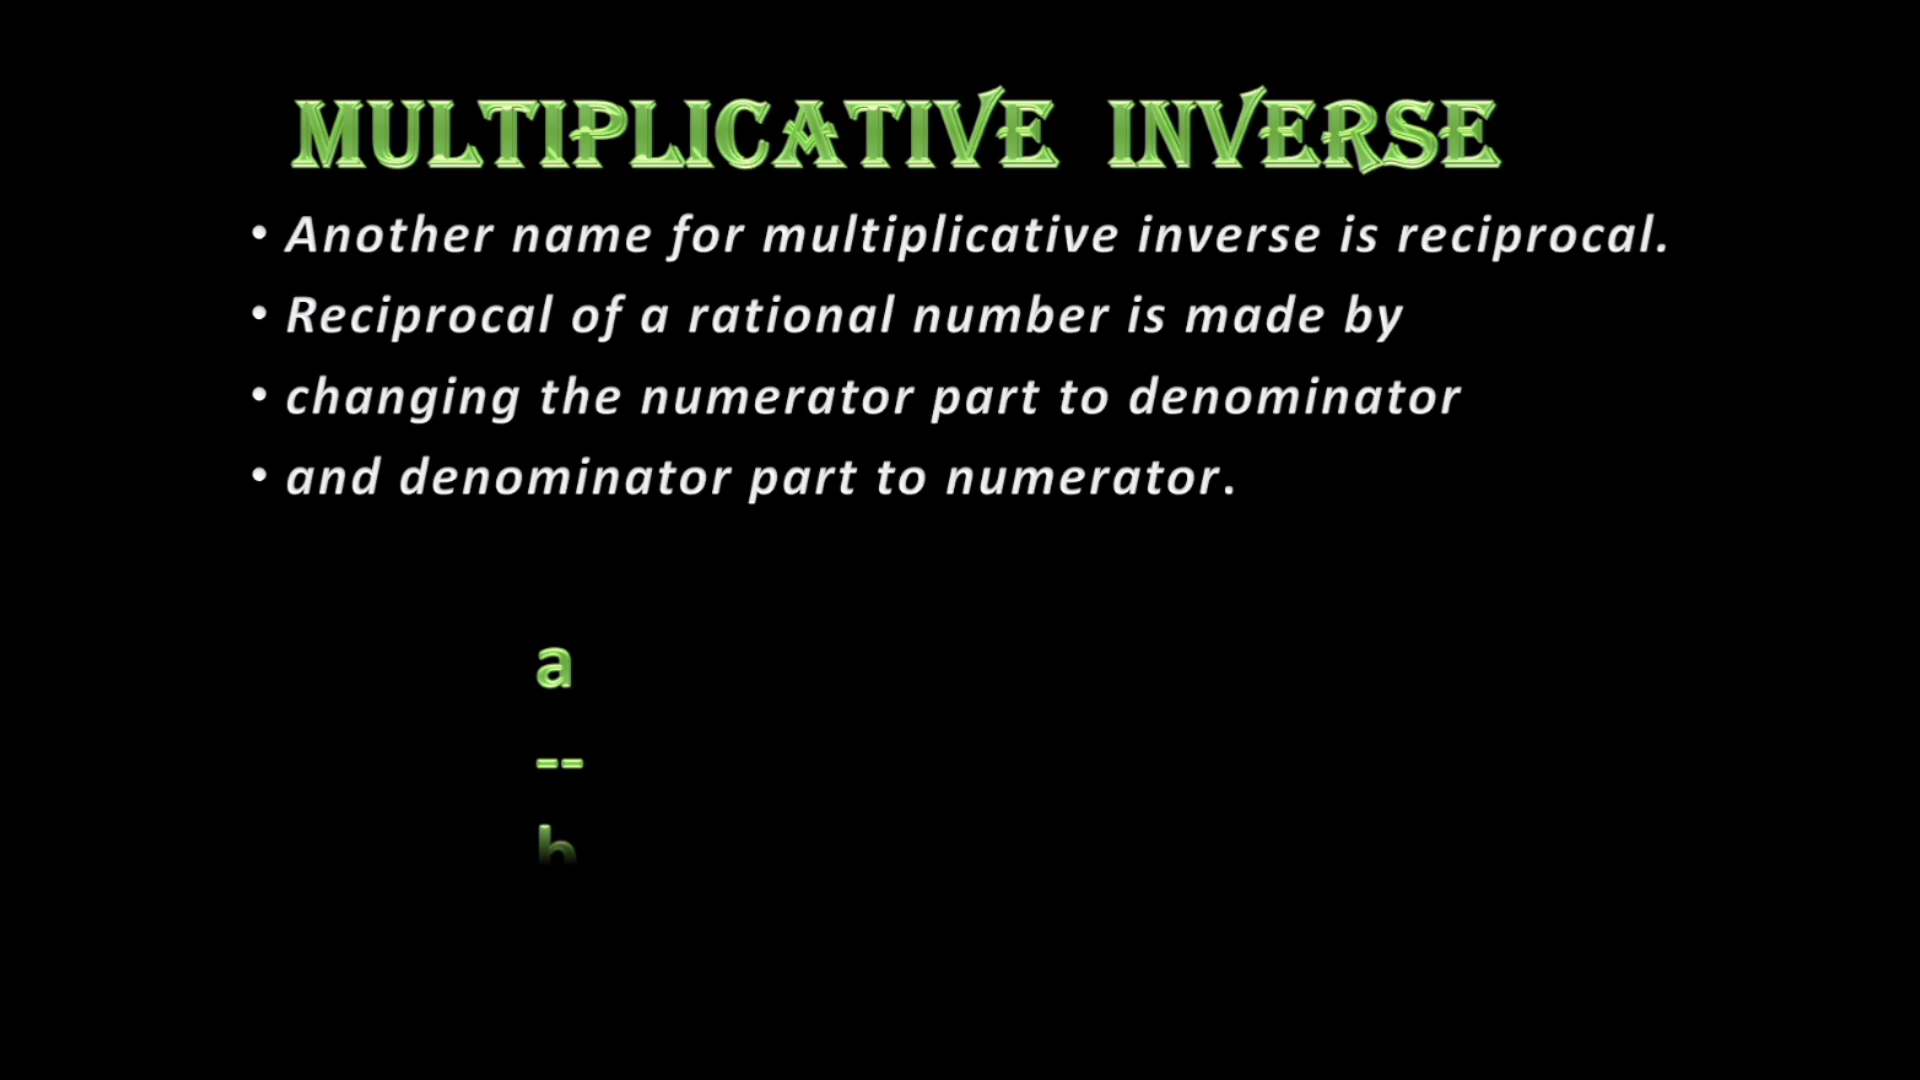 MULTIPLICATIVE INVERSE
• Another name for multiplicative inverse is reciprocal.
• Reciprocal of a rational number is made by
• changing the numerator part to denominator
• and denominator part to numerator.
a
--
b